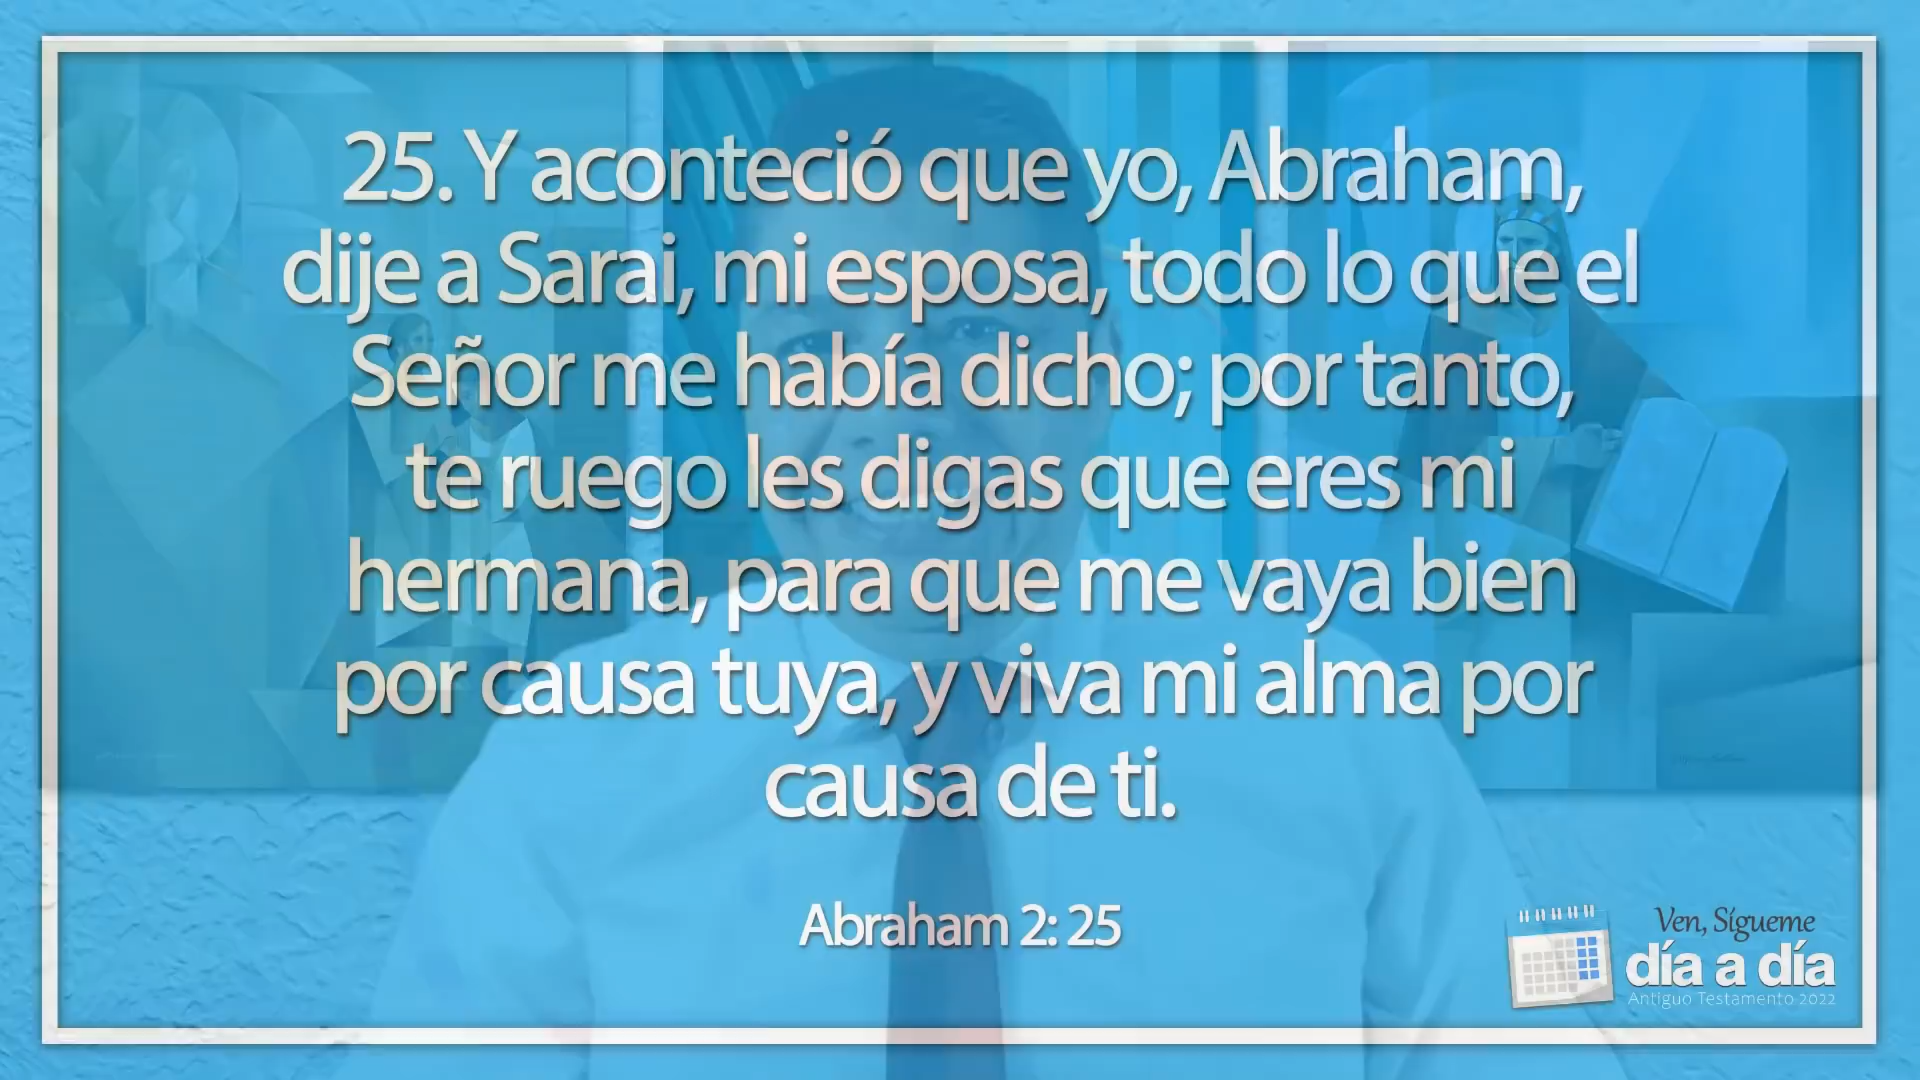 25. Y aconteció que yo, Abraham,
dije a Sarai, mi esposa, todo lo que el
Señor me había dicho; por tanto,
te ruego les digas que eres mi
hermana, para que me vaya bien
por causa tuya, y viva mi alma por
causa de ti.
Abraham 2: 25
Ven, Sígueme
día a día
Antiguo Testamento 2022